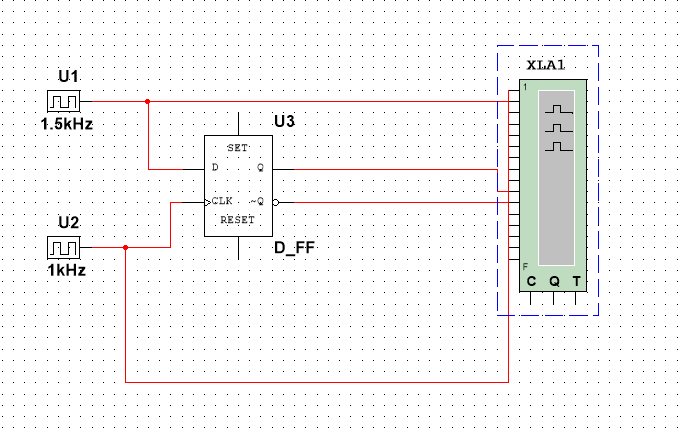 U1
1.5kHz
U2
1kHz
U3
SET
D Q
CLK ~Q
RESET
D_FF
XLA1
1
F
C Q T